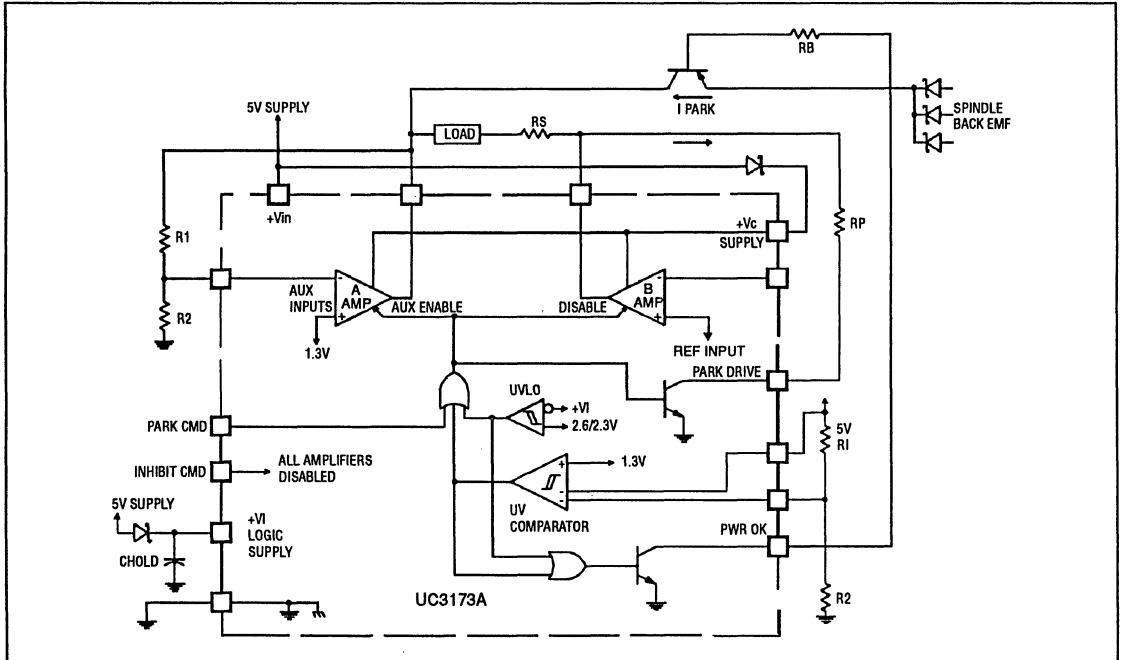 RB
I PARK
SPINDLE
BACK EMF
5V SUPPLY
LOAD
RS
+Vin
+Vc
SUPPLY
RP
R1
R2
-
A
AMP
+
AUX
INPUTS
1.3V
AUX ENABLE
DISABLE
-
B
AMP
+
REF INPUT
PARK DRIVE
UVLO
+VI
2.6/2.3V
PARK CMD
5V
RI
INHIBIT CMD
ALL AMPLIFIERS
DISABLED
+
1.3V
-
-
UV
COMPARATOR
5V SUPPLY
+VI
LOGIC
SUPPLY
CHOLD
PWR OK
R2
UC3173A